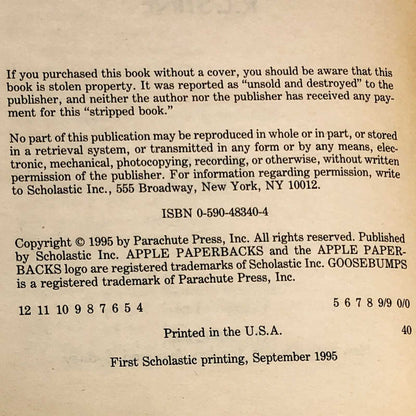 If you purchased this book without a cover, you should be aware that this
book is stolen property. It was reported as "unsold and destroyed" to the
publisher, and neither the author nor the publisher has received any pay-
ment for this "stripped book."
No part of this publication may be reproduced in whole or in part, or stored
in a retrieval system, or transmitted in any form or by any means, elec-
tronic, mechanical, photocopying, recording, or otherwise, without written
permission of the publisher. For information regarding permission, write
to Scholastic Inc., 555 Broadway, New York, NY 10012.
ISBN 0-590-48340-4
Copyright © 1995 by Parachute Press, Inc. All rights reserved. Published
by Scholastic Inc. APPLE PAPERBACKS and the APPLE PAPER-
BACKS logo are registered trademarks of Scholastic Inc. GOOSEBUMPS
is a registered trademark of Parachute Press, Inc.
12 11 10 9 8 7 6 5 4 5 6 7 8 9/9 0/0
Printed in the U.S.A. 40
First Scholastic printing, September 1995